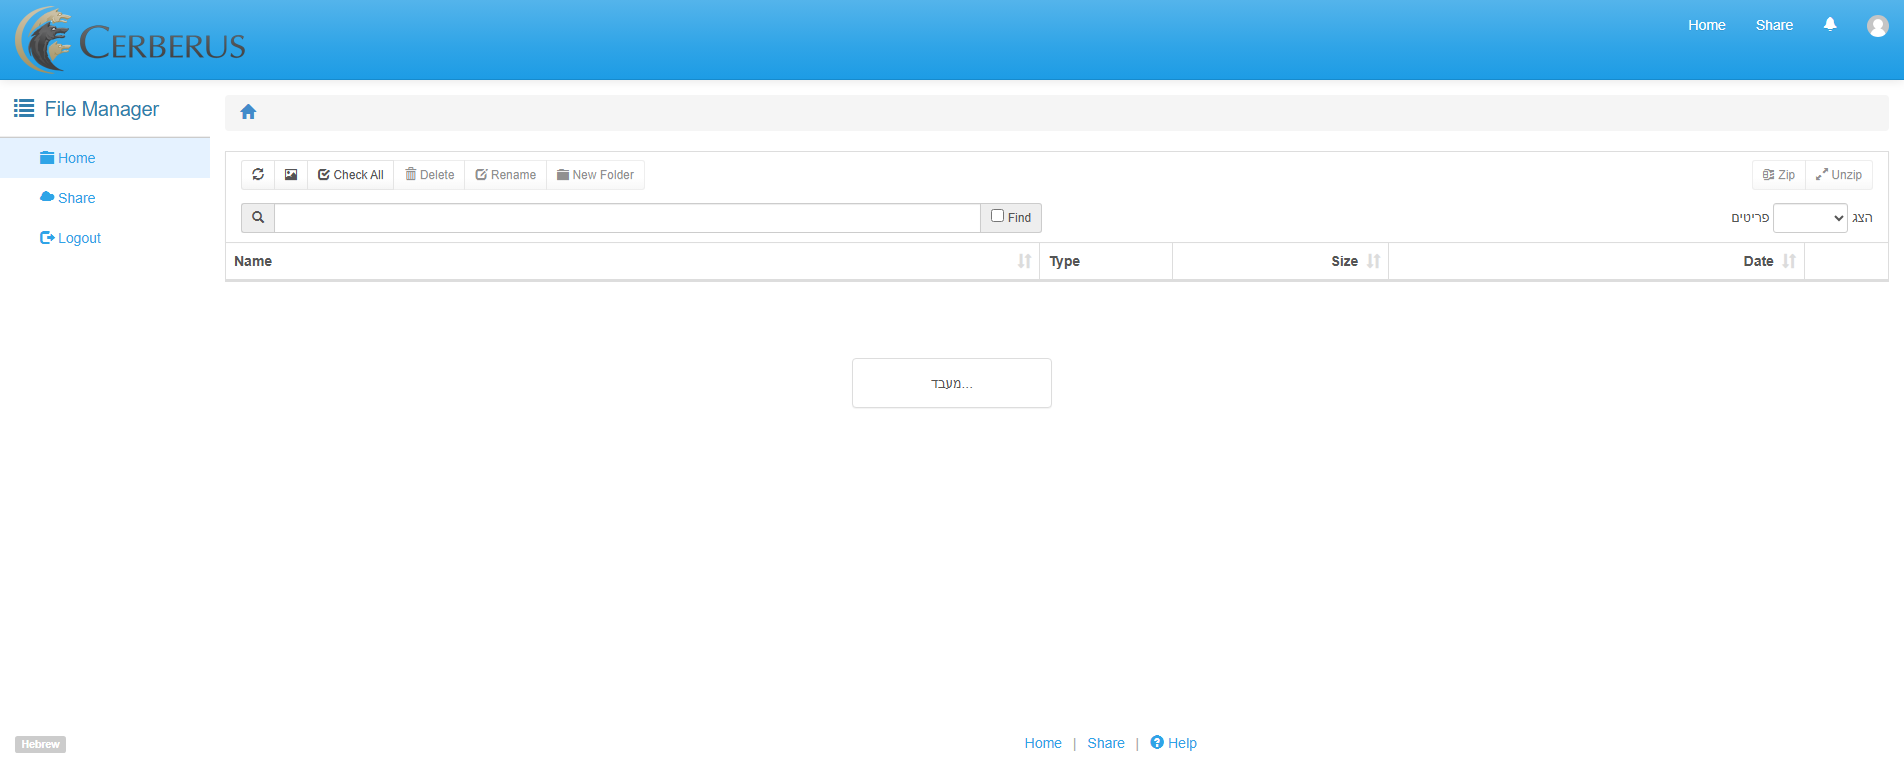 CERBERUS
Home Share
File Manager
Home
Share
Logout
Check All Delete Rename New Folder
Zip Unzip
Find
הצג פריטים
Name Type Size Date
מעבד...
Hebrew
Home | Share | Help